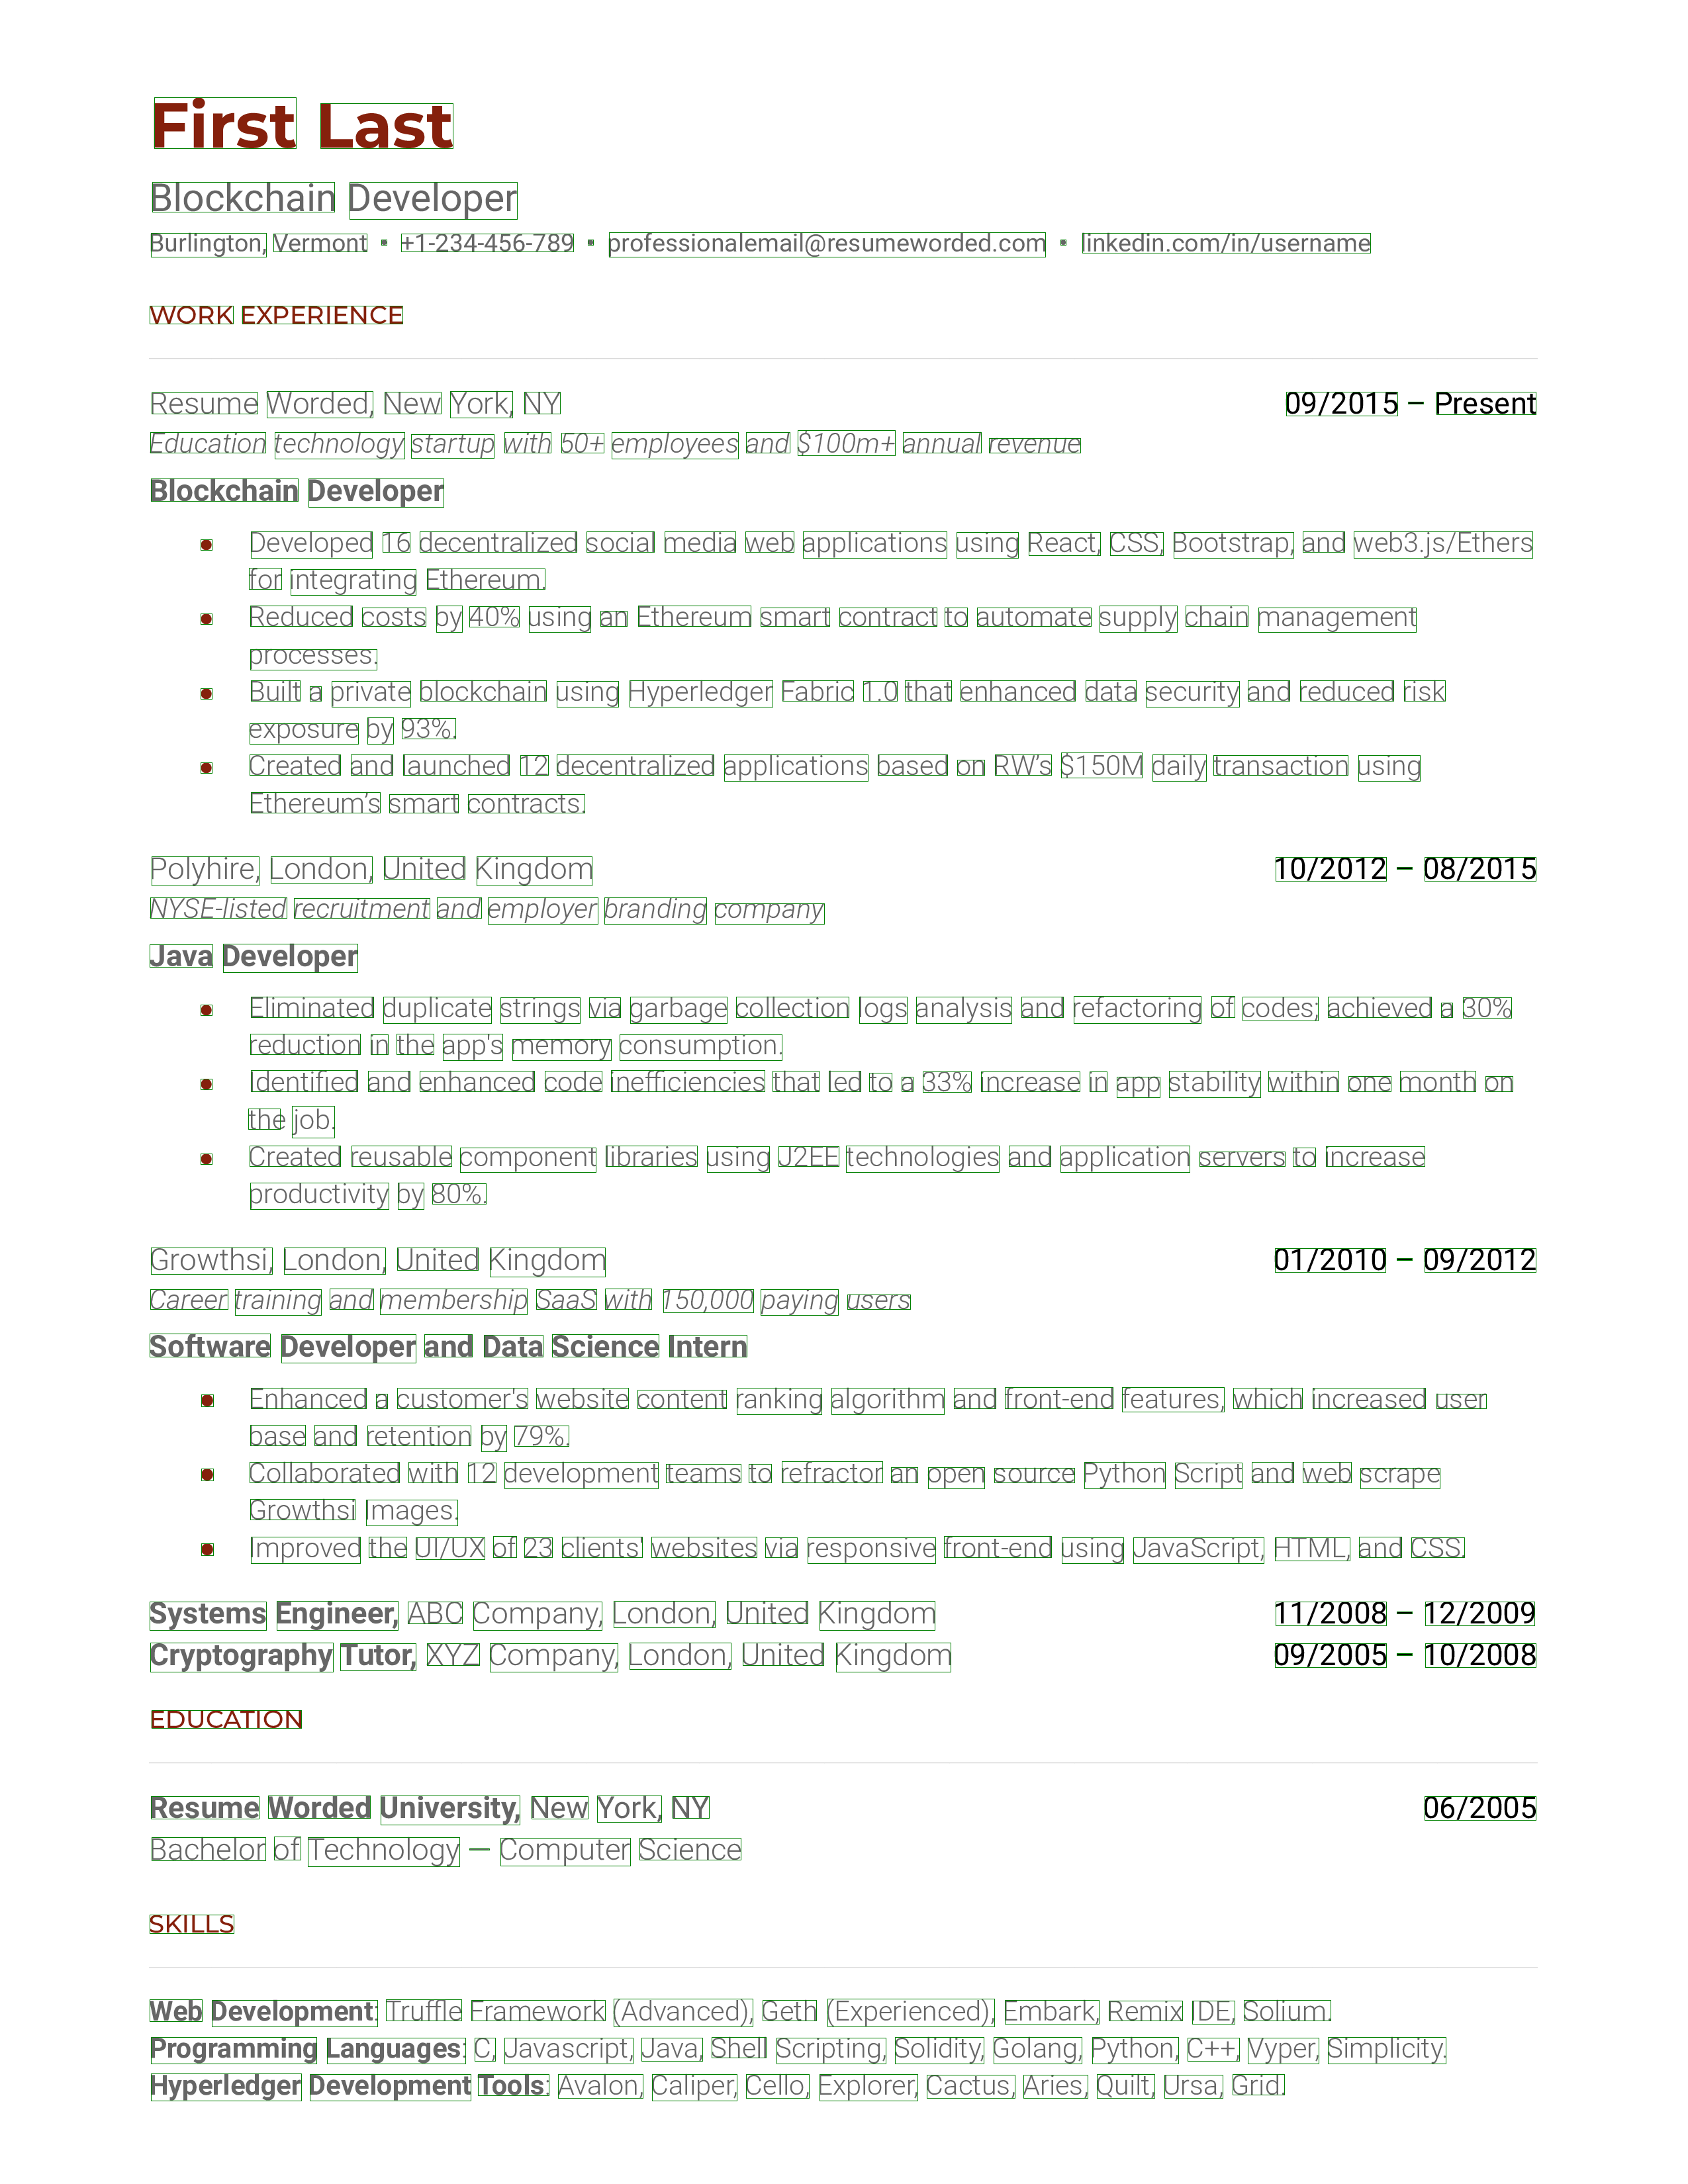 First Last
Blockchain Developer
Burlington, Vermont ▪ +1-234-456-789 ▪ professionalemail@resumeworded.com ▪ linkedin.com/in/username
WORK EXPERIENCE
Resume Worded, New York, NY 09/2015 – Present
Education technology startup with 50+ employees and $100m+ annual revenue
Blockchain Developer
● Developed 16 decentralized social media web applications using React, CSS, Bootstrap, and web3.js/Ethers
for integrating Ethereum.
● Reduced costs by 40% using an Ethereum smart contract to automate supply chain management
processes.
● Built a private blockchain using Hyperledger Fabric 1.0 that enhanced data security and reduced risk
exposure by 93%.
● Created and launched 12 decentralized applications based on RW’s $150M daily transaction using
Ethereum’s smart contracts.
Polyhire, London, United Kingdom 10/2012 – 08/2015
NYSE-listed recruitment and employer branding company
Java Developer
● Eliminated duplicate strings via garbage collection logs analysis and refactoring of codes; achieved a 30%
reduction in the app's memory consumption.
● Identified and enhanced code inefficiencies that led to a 33% increase in app stability within one month on
the job.
● Created reusable component libraries using J2EE technologies and application servers to increase
productivity by 80%.
Growthsi, London, United Kingdom 01/2010 – 09/2012
Career training and membership SaaS with 150,000 paying users
Software Developer and Data Science Intern
● Enhanced a customer's website content ranking algorithm and front-end features, which increased user
base and retention by 79%.
● Collaborated with 12 development teams to refractor an open source Python Script and web scrape
Growthsi Images.
● Improved the UI/UX of 23 clients' websites via responsive front-end using JavaScript, HTML, and CSS.
Systems Engineer, ABC Company, London, United Kingdom 11/2008 – 12/2009
Cryptography Tutor, XYZ Company, London, United Kingdom 09/2005 – 10/2008
EDUCATION
Resume Worded University, New York, NY 06/2005
Bachelor of Technology — Computer Science
SKILLS
Web Development: Truffle Framework (Advanced), Geth (Experienced), Embark, Remix IDE, Solium.
Programming Languages: C, Javascript, Java, Shell Scripting, Solidity, Golang, Python, C++, Vyper, Simplicity.
Hyperledger Development Tools: Avalon, Caliper, Cello, Explorer, Cactus, Aries, Quilt, Ursa, Grid.